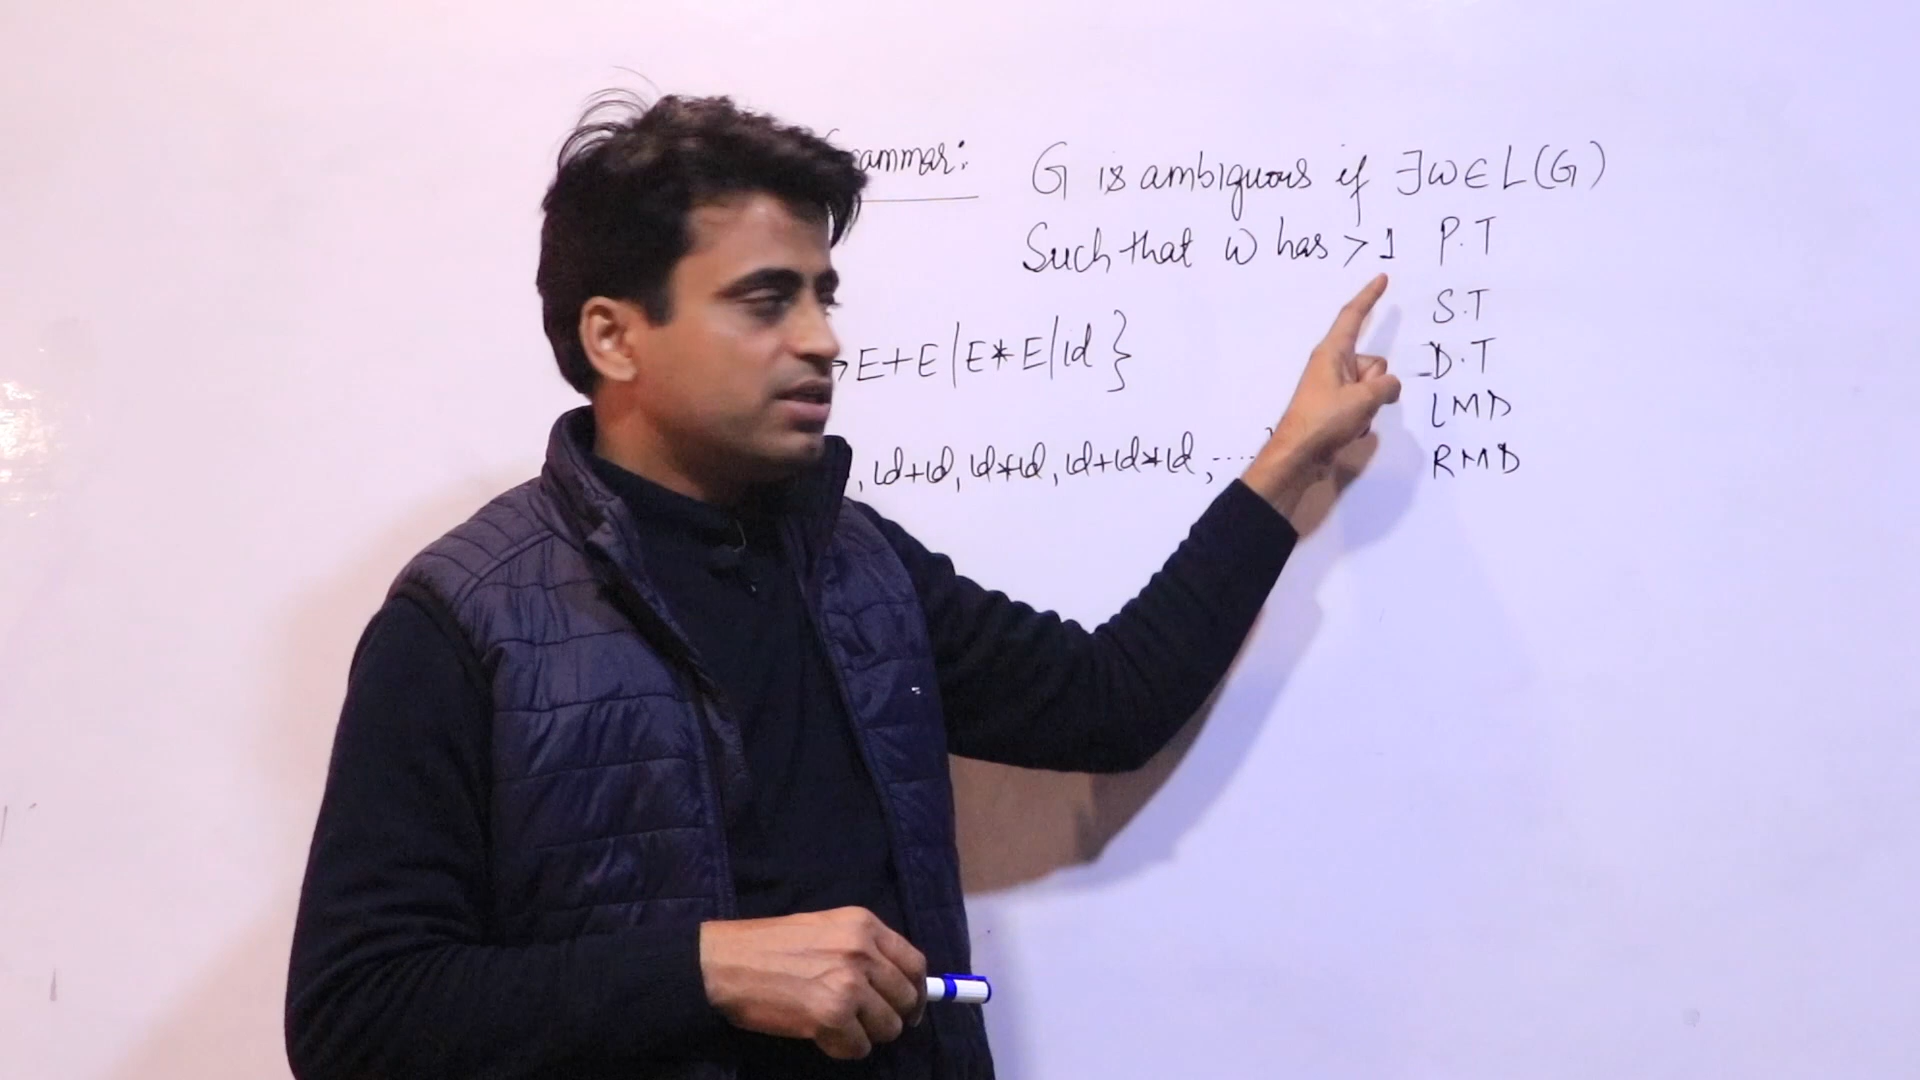 ammar: G is ambiguous if ∃w∈L(G)
Such that w has > 1 P.T
S.T
D.T
LMD
RMD
→E+E|E*E|id}
, id+id, id*id, id+id*id, ....